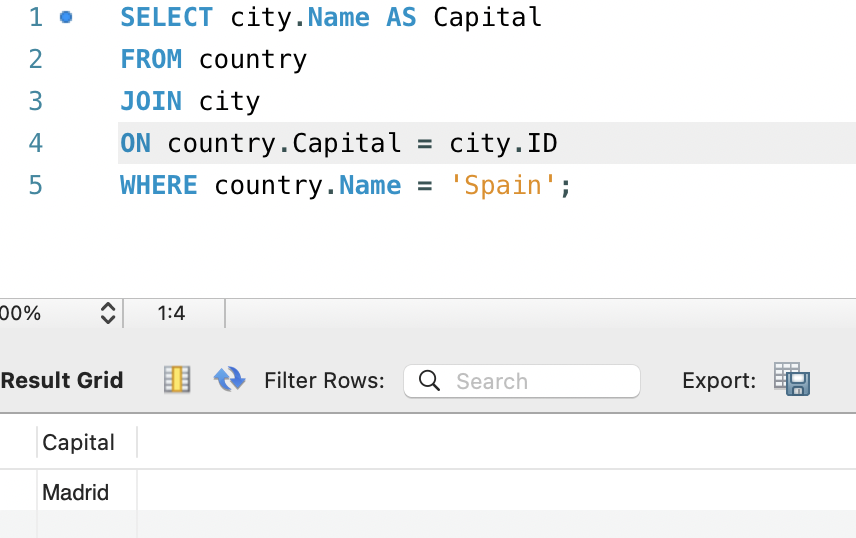 1 SELECT city.Name AS Capital
2 FROM country
3 JOIN city
4 ON country.Capital = city.ID
5 WHERE country.Name = 'Spain';
00% 1:4
Result Grid Filter Rows: Search Export:
Capital
Madrid